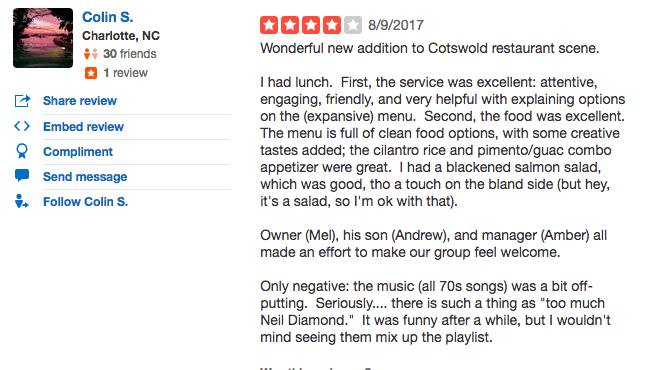 Colin S.
Charlotte, NC
30 friends
1 review
Share review
Embed review
Compliment
Send message
Follow Colin S.
8/9/2017
Wonderful new addition to Cotswold restaurant scene.
I had lunch.  First, the service was excellent: attentive,
engaging, friendly, and very helpful with explaining options
on the (expansive) menu.  Second, the food was excellent.
The menu is full of clean food options, with some creative
tastes added; the cilantro rice and pimento/guac combo
appetizer were great.  I had a blackened salmon salad,
which was good, tho a touch on the bland side (but hey,
it's a salad, so I'm ok with that).
Owner (Mel), his son (Andrew), and manager (Amber) all
made an effort to make our group feel welcome.
Only negative: the music (all 70s songs) was a bit off-
putting.  Seriously.... there is such a thing as "too much
Neil Diamond."  It was funny after a while, but I wouldn't
mind seeing them mix up the playlist.